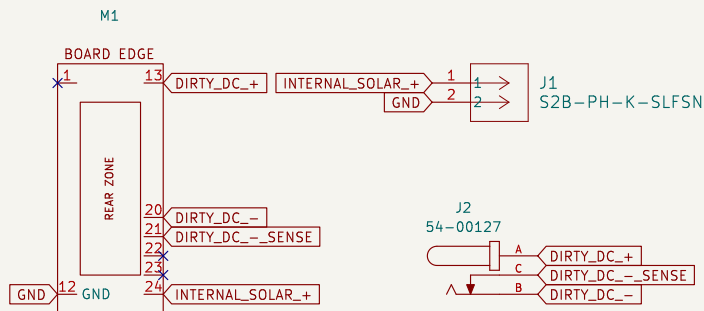 M1
BOARD EDGE
1 13 DIRTY_DC_+ INTERNAL_SOLAR_+ 1 1 J1
GND 2 2 S2B-PH-K-SLFSN
REAR ZONE
20 DIRTY_DC_-
21 DIRTY_DC_-_SENSE
22
23
12 GND GND 24 INTERNAL_SOLAR_+
J2
54-00127
A DIRTY_DC_+
C DIRTY_DC_-_SENSE
B DIRTY_DC_-